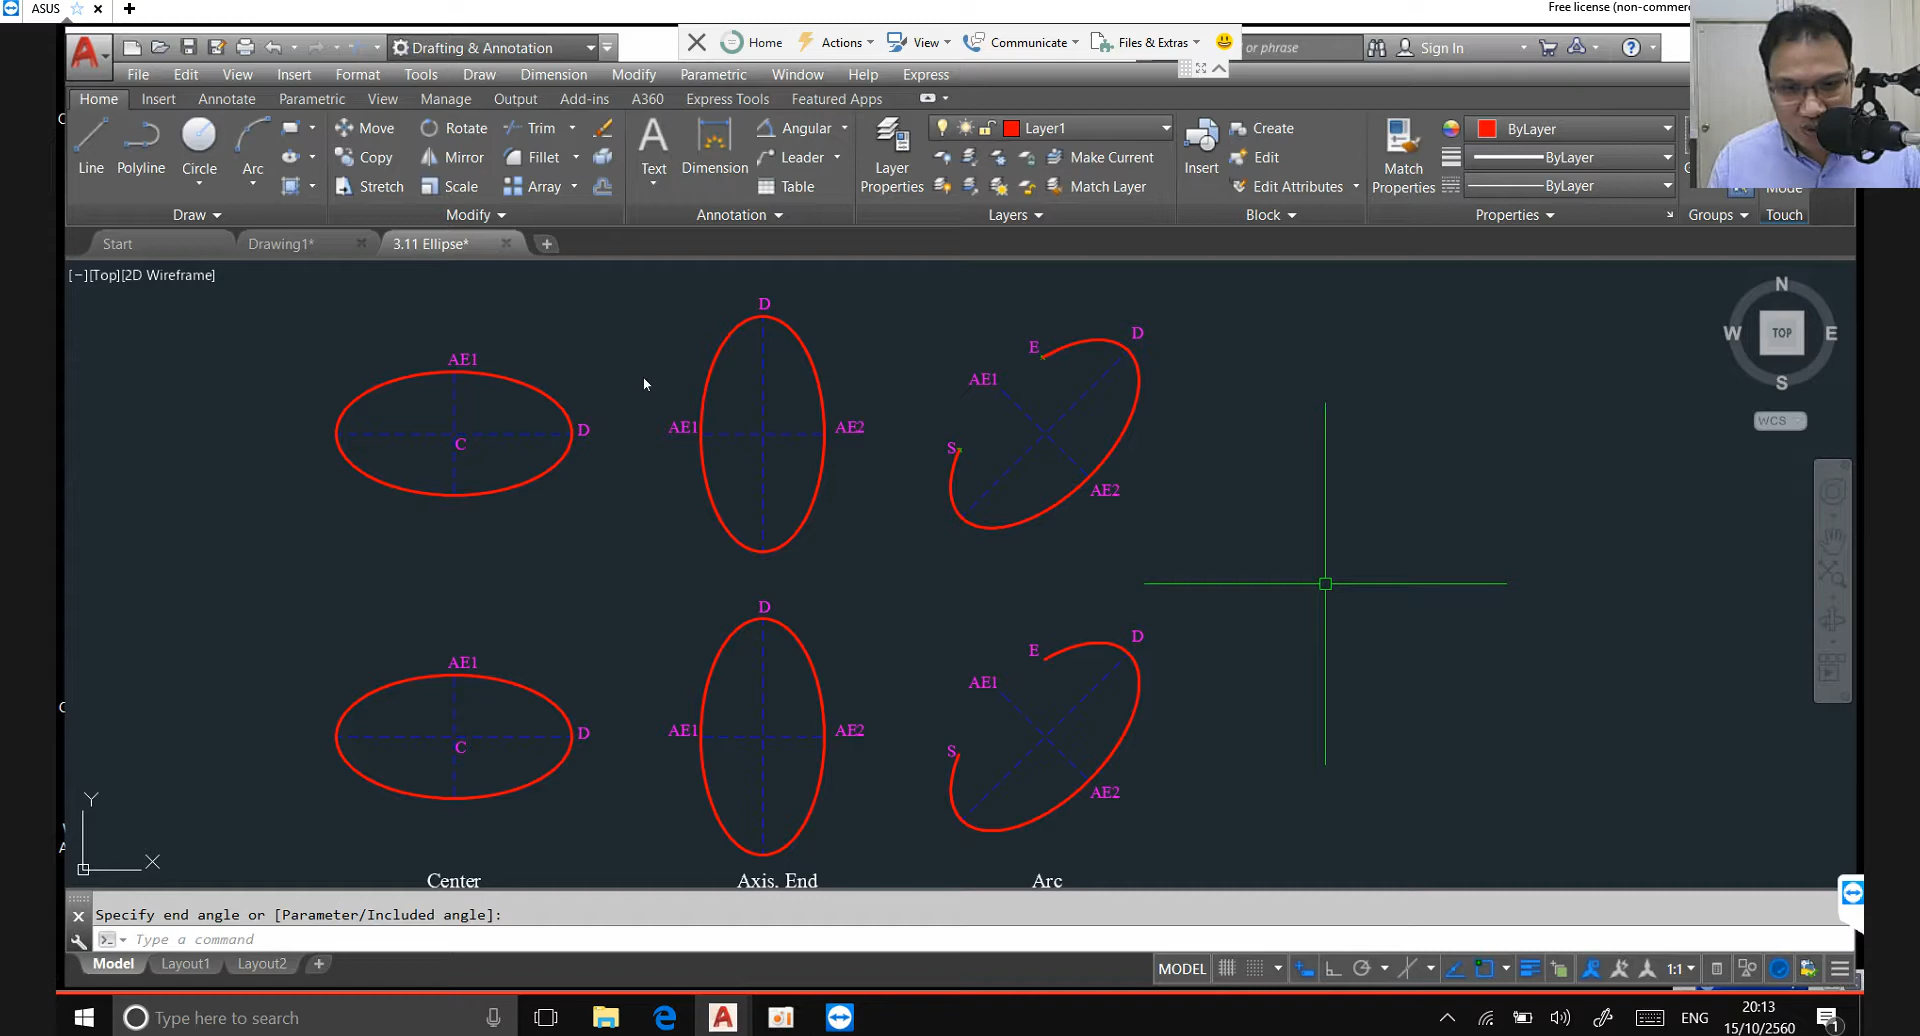 ASUS
Free license (non-commerc
Drafting & Annotation
Home Actions View Communicate Files & Extras
or phrase
Sign In
File Edit View Insert Format Tools Draw Dimension Modify Parametric Window Help Express
Home Insert Annotate Parametric View Manage Output Add-ins A360 Express Tools Featured Apps
Move Rotate Trim
Angular
Layer1
Create
ByLayer
Copy Mirror Fillet
Leader
Make Current
Edit
ByLayer
Line Polyline Circle Arc
Text Dimension
Layer Properties
Insert
Match Properties
Stretch Scale Array
Table
Match Layer
Edit Attributes
ByLayer
Mode
Draw Modify Annotation Layers Block Properties Groups Touch
Start Drawing1* 3.11 Ellipse*
[−][Top][2D Wireframe]
N
W TOP E
S
WCS
D
AE1
E
D
AE1
AE1
AE2
D
C
S
AE2
D
AE1
E
D
AE1
AE1
AE2
D
C
S
AE2
Y
X
Center Axis, End Arc
Specify end angle or [Parameter/Included angle]:
Type a command
Model Layout1 Layout2
MODEL
1:1
Type here to search
ENG
20:13
15/10/2560
1